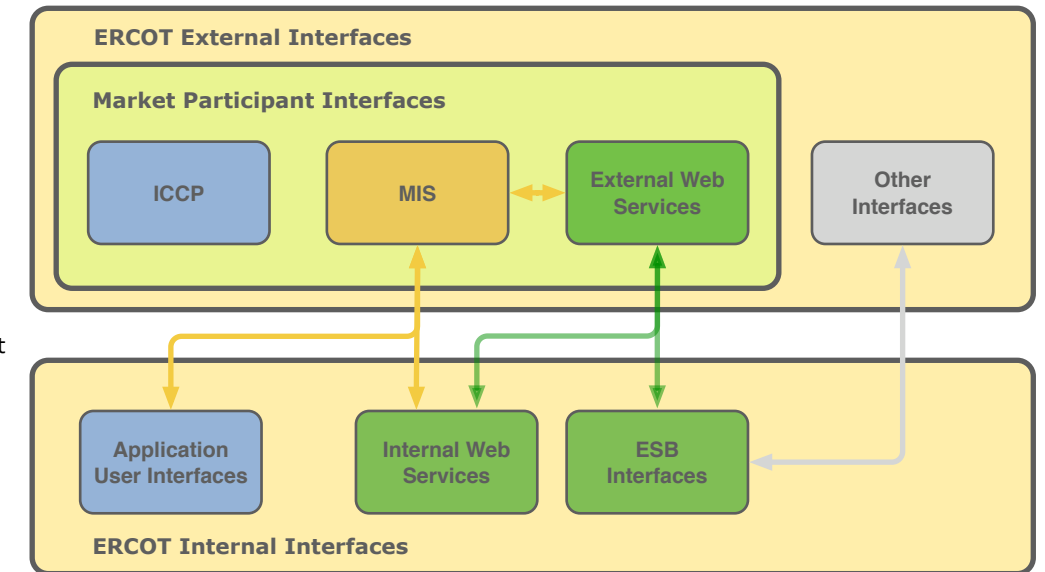 ERCOT External Interfaces
Market Participant Interfaces
ICCP
MIS
External Web
Services
Other
Interfaces
t
Application
User Interfaces
Internal Web
Services
ESB
Interfaces
ERCOT Internal Interfaces